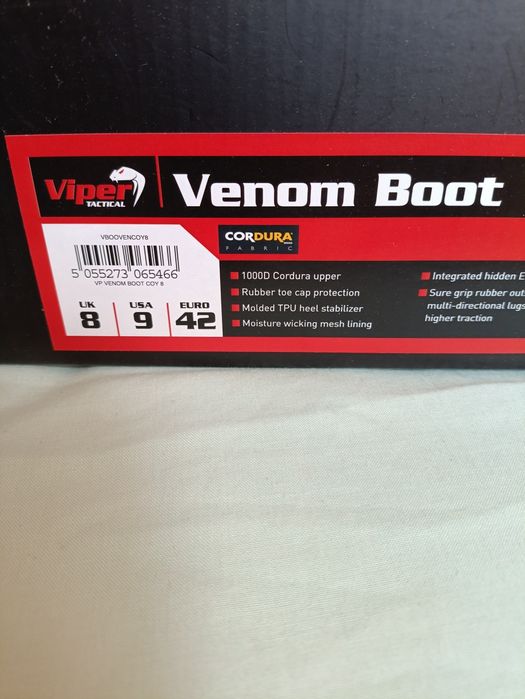 Viper
TACTICAL
Venom Boot
VBOOVENCOY8
5 055273 065466
VP VENOM BOOT COY 8
UK
8
USA
9
EURO
42
CORDURA
FABRIC
1000D Cordura upper
Rubber toe cap protection
Molded TPU heel stabilizer
Moisture wicking mesh lining
Integrated hidden E
Sure grip rubber out
multi-directional lugs
higher traction